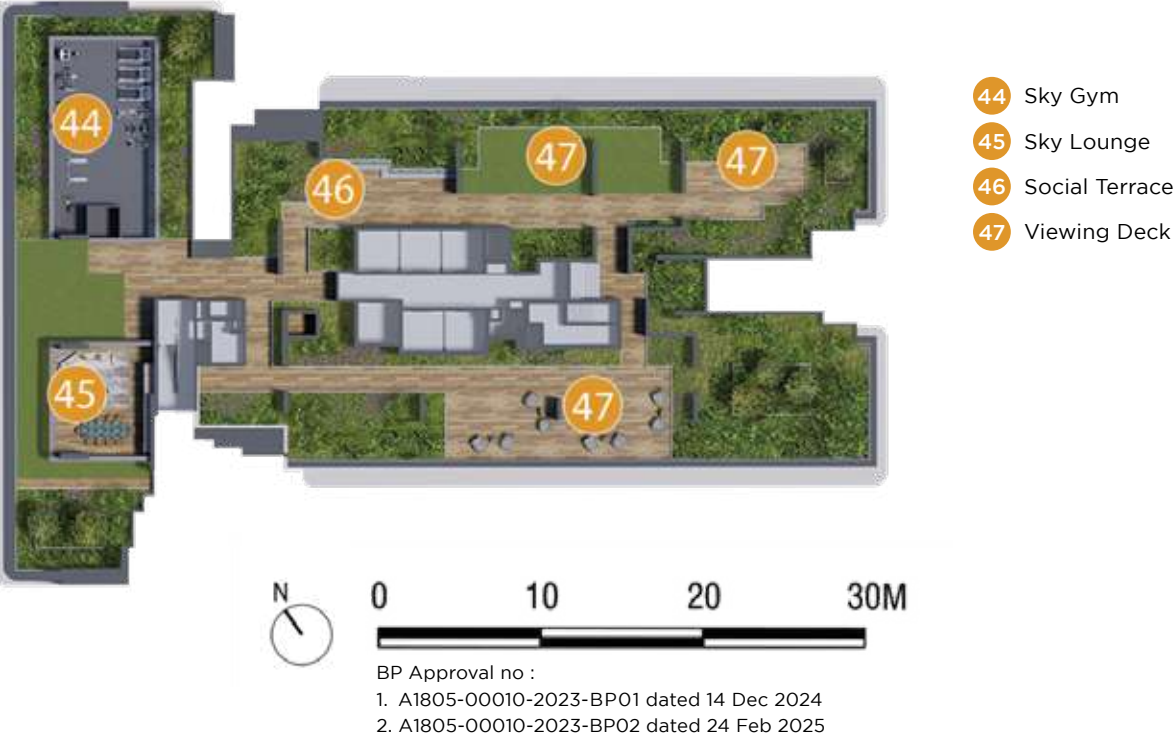 44
44 Sky Gym
47
47
45 Sky Lounge
46
46 Social Terrace
47 Viewing Deck
45
47
N
0 10 20 30M
BP Approval no :
1. A1805-00010-2023-BP01 dated 14 Dec 2024
2. A1805-00010-2023-BP02 dated 24 Feb 2025